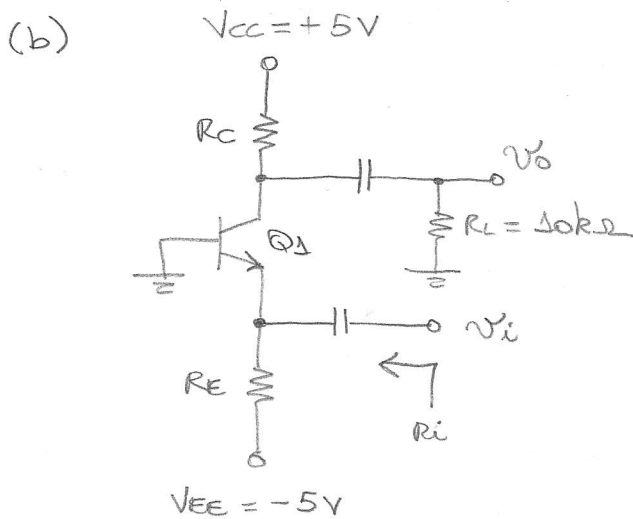 (b)
VCC = +5V
RC
vo
RL = 10kΩ
Q1
vi
RE
Ri
VEE = -5V